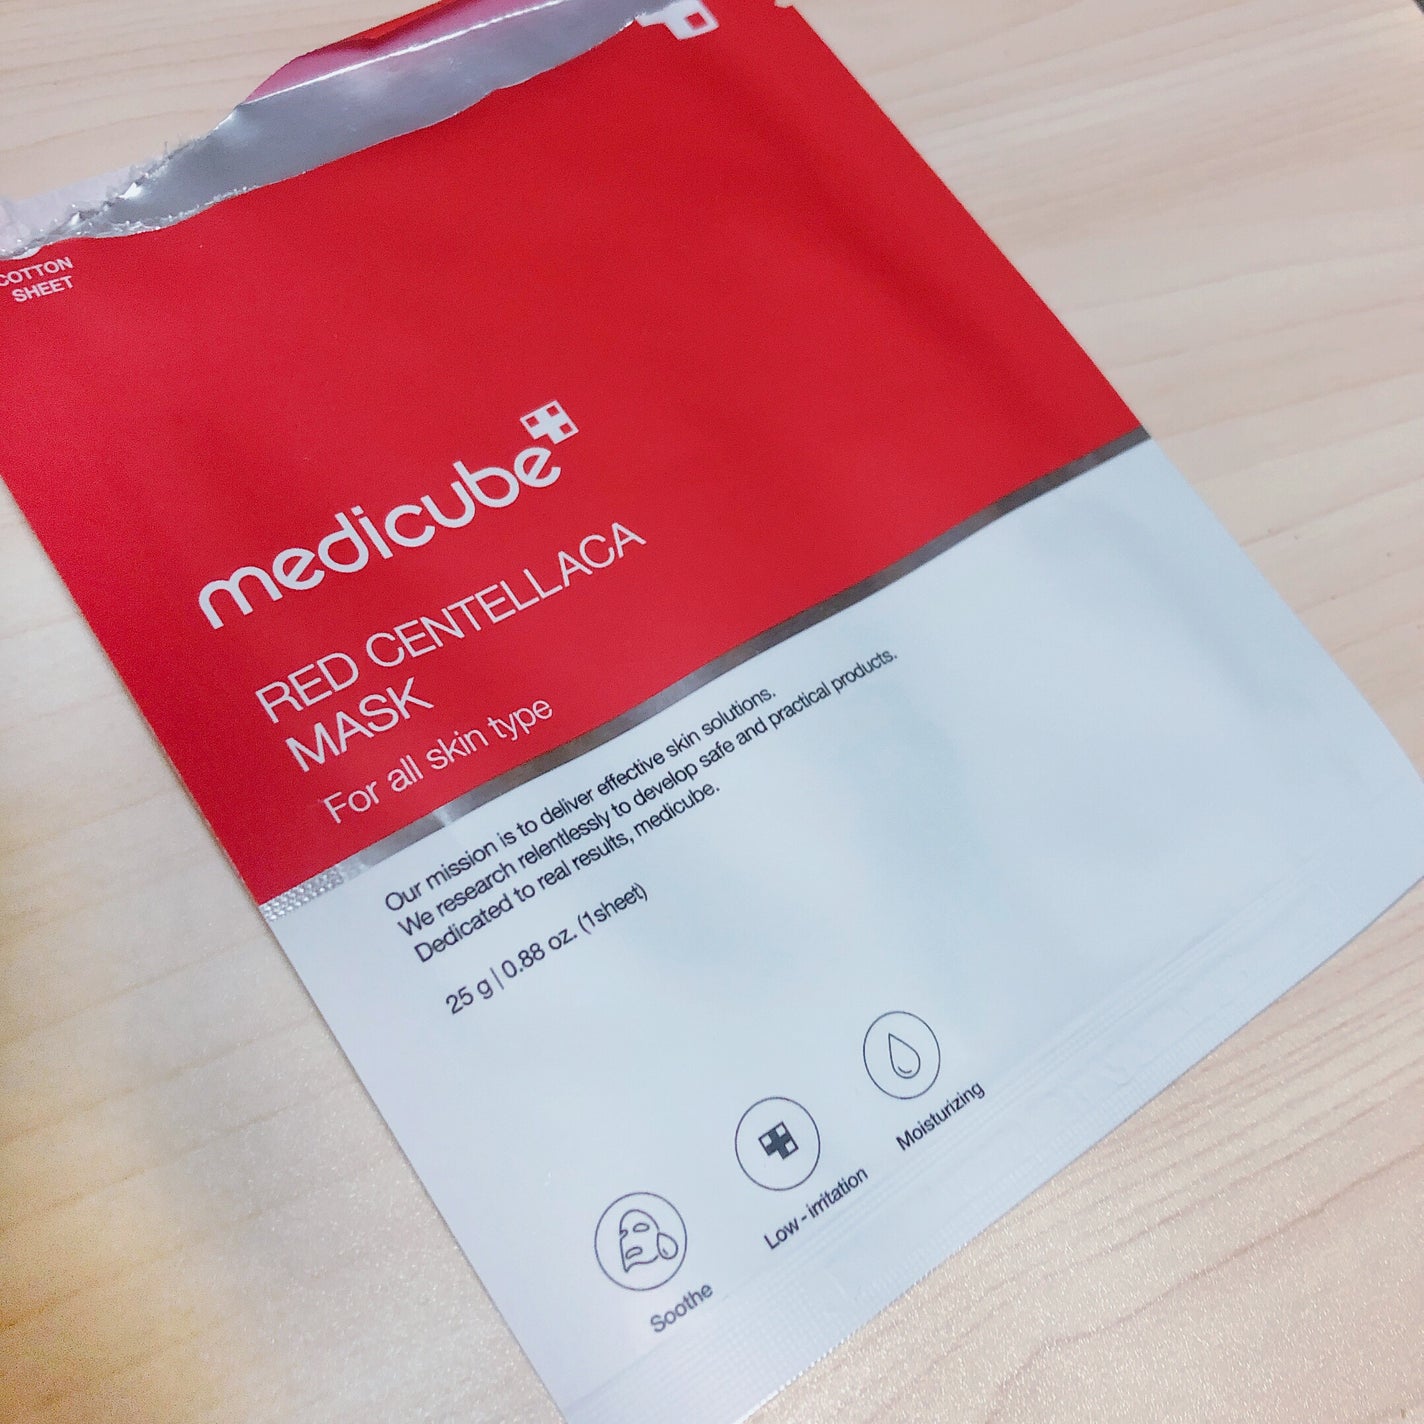 COTTON
SHEET
medicube
RED CENTELLACA
MASK
For all skin type
Our mission is to deliver effective skin solutions.
We research relentlessly to develop safe and practical products.
Dedicated to real results, medicube.
25 g | 0.88 oz. (1sheet)
Soothe
Low - irritation
Moisturizing